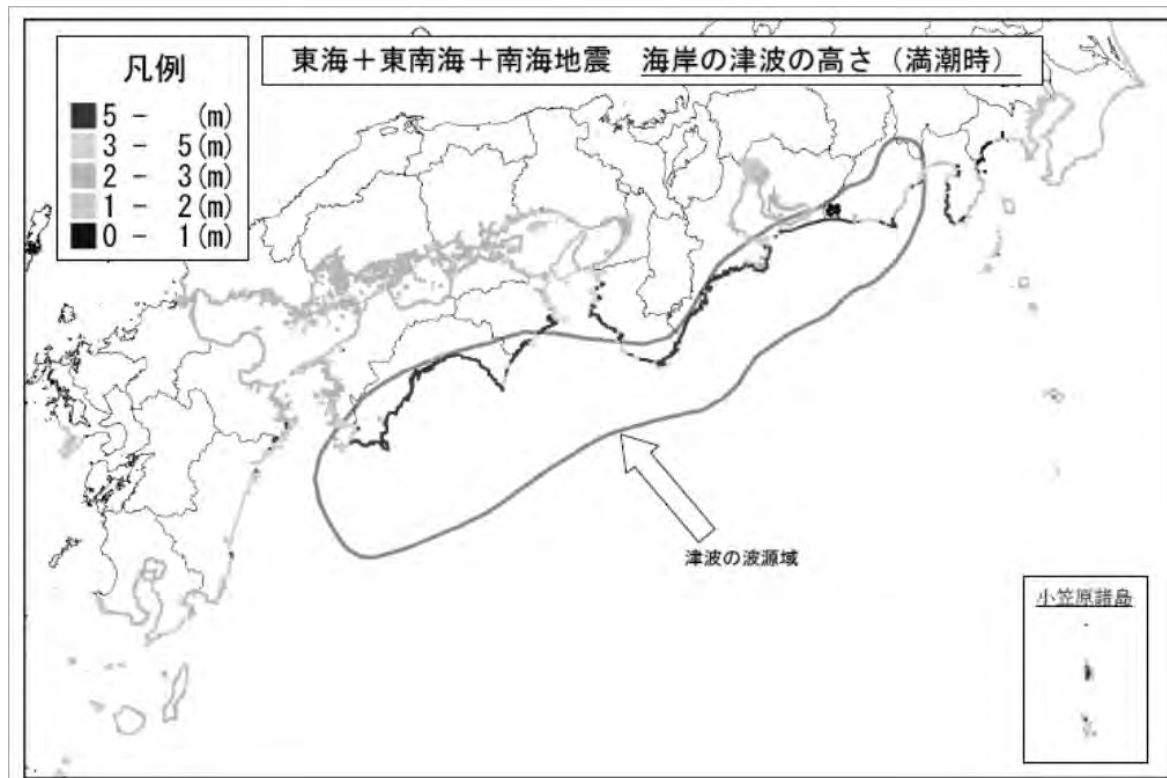 東海＋東南海＋南海地震　海岸の津波の高さ（満潮時）
凡例
5 －　　(m)
3 －　5(m)
2 －　3(m)
1 －　2(m)
0 －　1(m)
津波の波源域
小笠原諸島